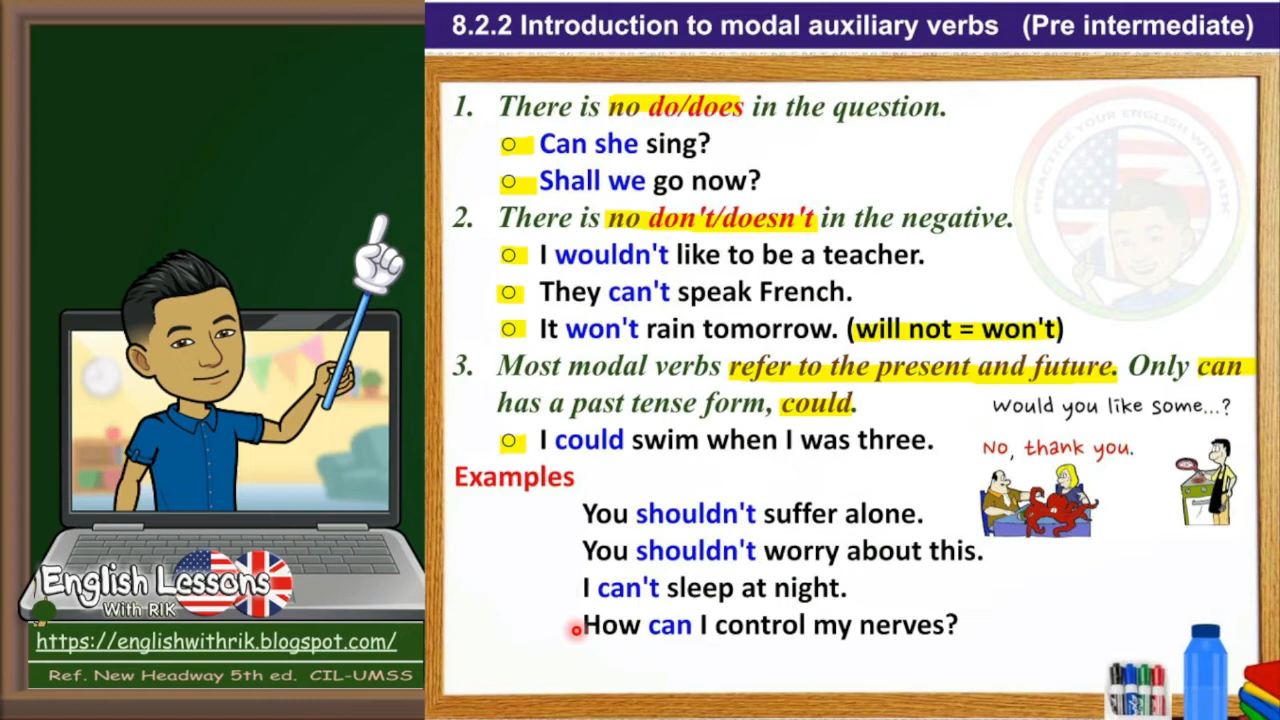 8.2.2 Introduction to modal auxiliary verbs (Pre intermediate)
1. There is no do/does in the question.
○ Can she sing?
○ Shall we go now?
2. There is no don't/doesn't in the negative.
○ I wouldn't like to be a teacher.
○ They can't speak French.
○ It won't rain tomorrow. (will not = won't)
3. Most modal verbs refer to the present and future. Only can
has a past tense form, could.
○ I could swim when I was three.
Would you like some...?
No, thank you.
Examples
You shouldn't suffer alone.
You shouldn't worry about this.
I can't sleep at night.
How can I control my nerves?
PRACTICE YOUR ENGLISH WITH RIK
English Lessons
With RIK
https://englishwithrik.blogspot.com/
Ref. New Headway 5th ed. CIL-UMSS